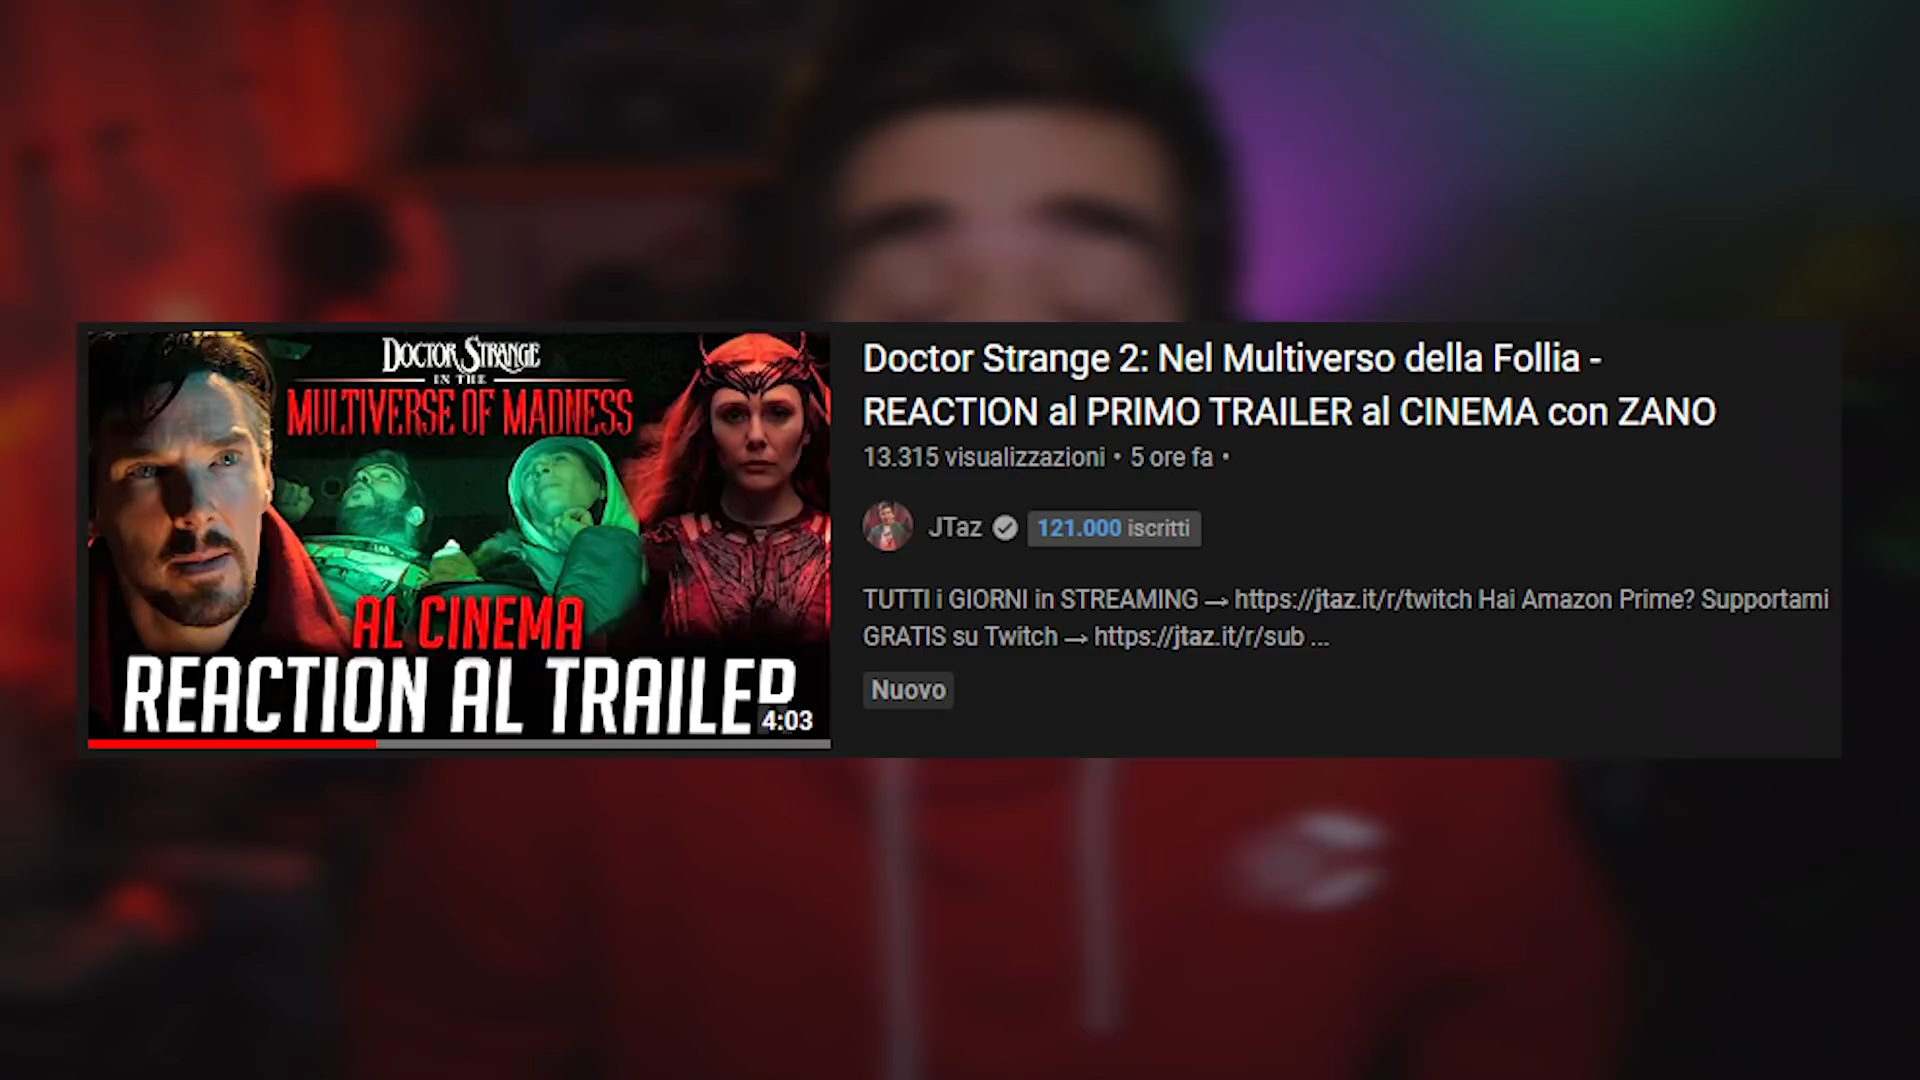 DOCTOR STRANGE
IN THE
MULTIVERSE OF MADNESS
AL CINEMA
REACTION AL TRAILER
4:03
Doctor Strange 2: Nel Multiverso della Follia -
REACTION al PRIMO TRAILER al CINEMA con ZANO
13.315 visualizzazioni • 5 ore fa •
JTaz
121.000 iscritti
TUTTI i GIORNI in STREAMING → https://jtaz.it/r/twitch Hai Amazon Prime? Supportami
GRATIS su Twitch → https://jtaz.it/r/sub ...
Nuovo